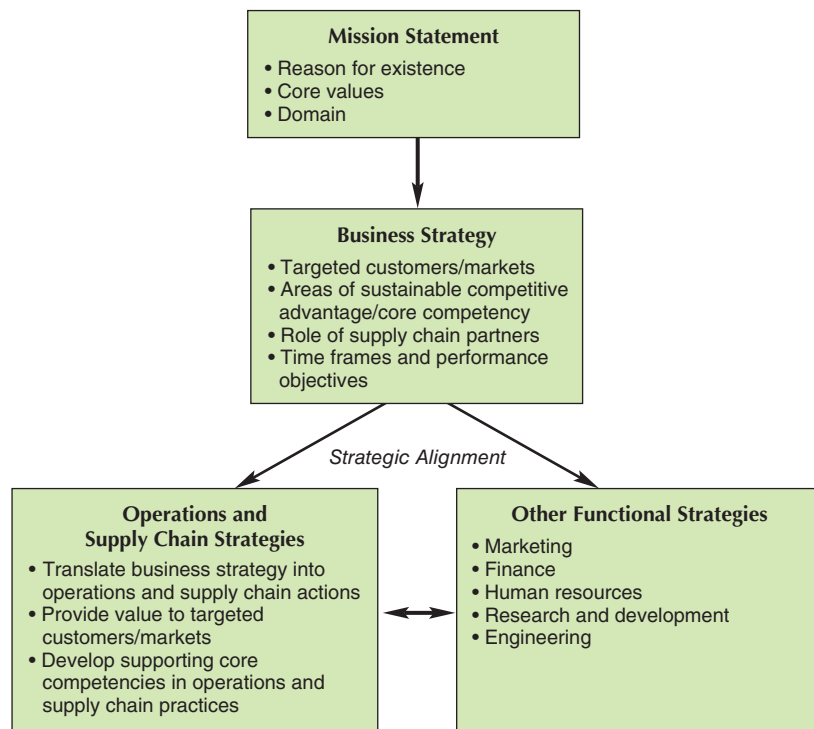 Mission Statement
• Reason for existence
• Core values
• Domain
Business Strategy
• Targeted customers/markets
• Areas of sustainable competitive
advantage/core competency
• Role of supply chain partners
• Time frames and performance
objectives
Strategic Alignment
Operations and
Supply Chain Strategies
• Translate business strategy into
operations and supply chain actions
• Provide value to targeted
customers/markets
• Develop supporting core
competencies in operations and
supply chain practices
Other Functional Strategies
• Marketing
• Finance
• Human resources
• Research and development
• Engineering